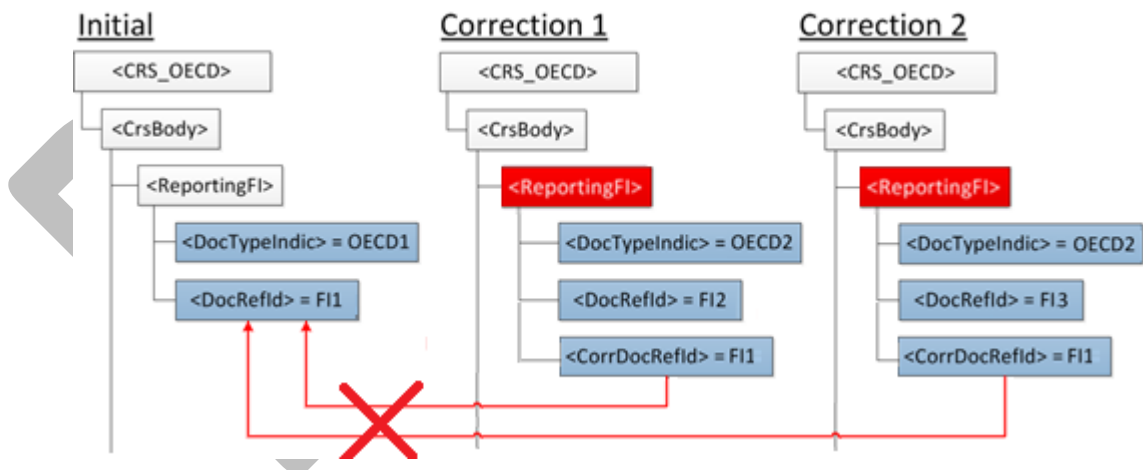 Initial
<CRS_OECD>
<CrsBody>
<ReportingFI>
<DocTypeIndic> = OECD1
<DocRefId> = FI1
Correction 1
<CRS_OECD>
<CrsBody>
<ReportingFI>
<DocTypeIndic> = OECD2
<DocRefId> = FI2
<CorrDocRefId> = FI1
Correction 2
<CRS_OECD>
<CrsBody>
<ReportingFI>
<DocTypeIndic> = OECD2
<DocRefId> = FI3
<CorrDocRefId> = FI1